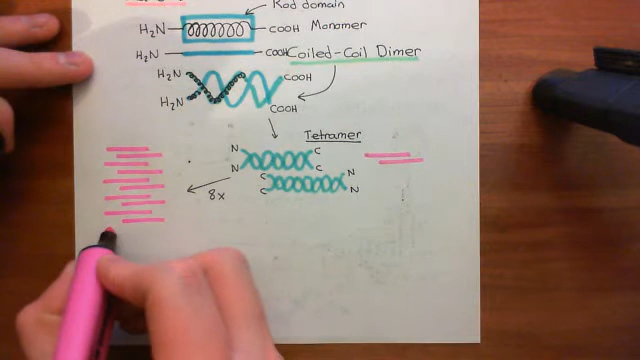 Rod domain
H₂N COOH Monomer
H₂N COOH
Coiled-Coil Dimer
H₂N COOH
H₂N COOH
Tetramer
N C
N C
C N
C N
8x